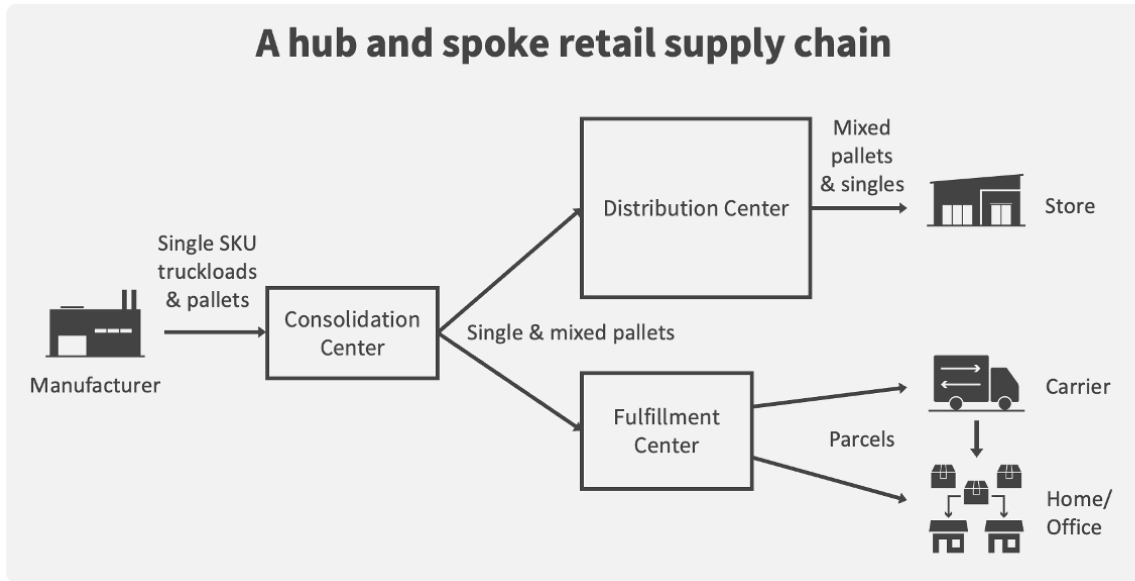 A hub and spoke retail supply chain
Single SKU
truckloads
& pallets
Manufacturer
Consolidation
Center
Single & mixed pallets
Distribution Center
Mixed
pallets
& singles
Store
Fulfillment
Center
Parcels
Carrier
Home/
Office